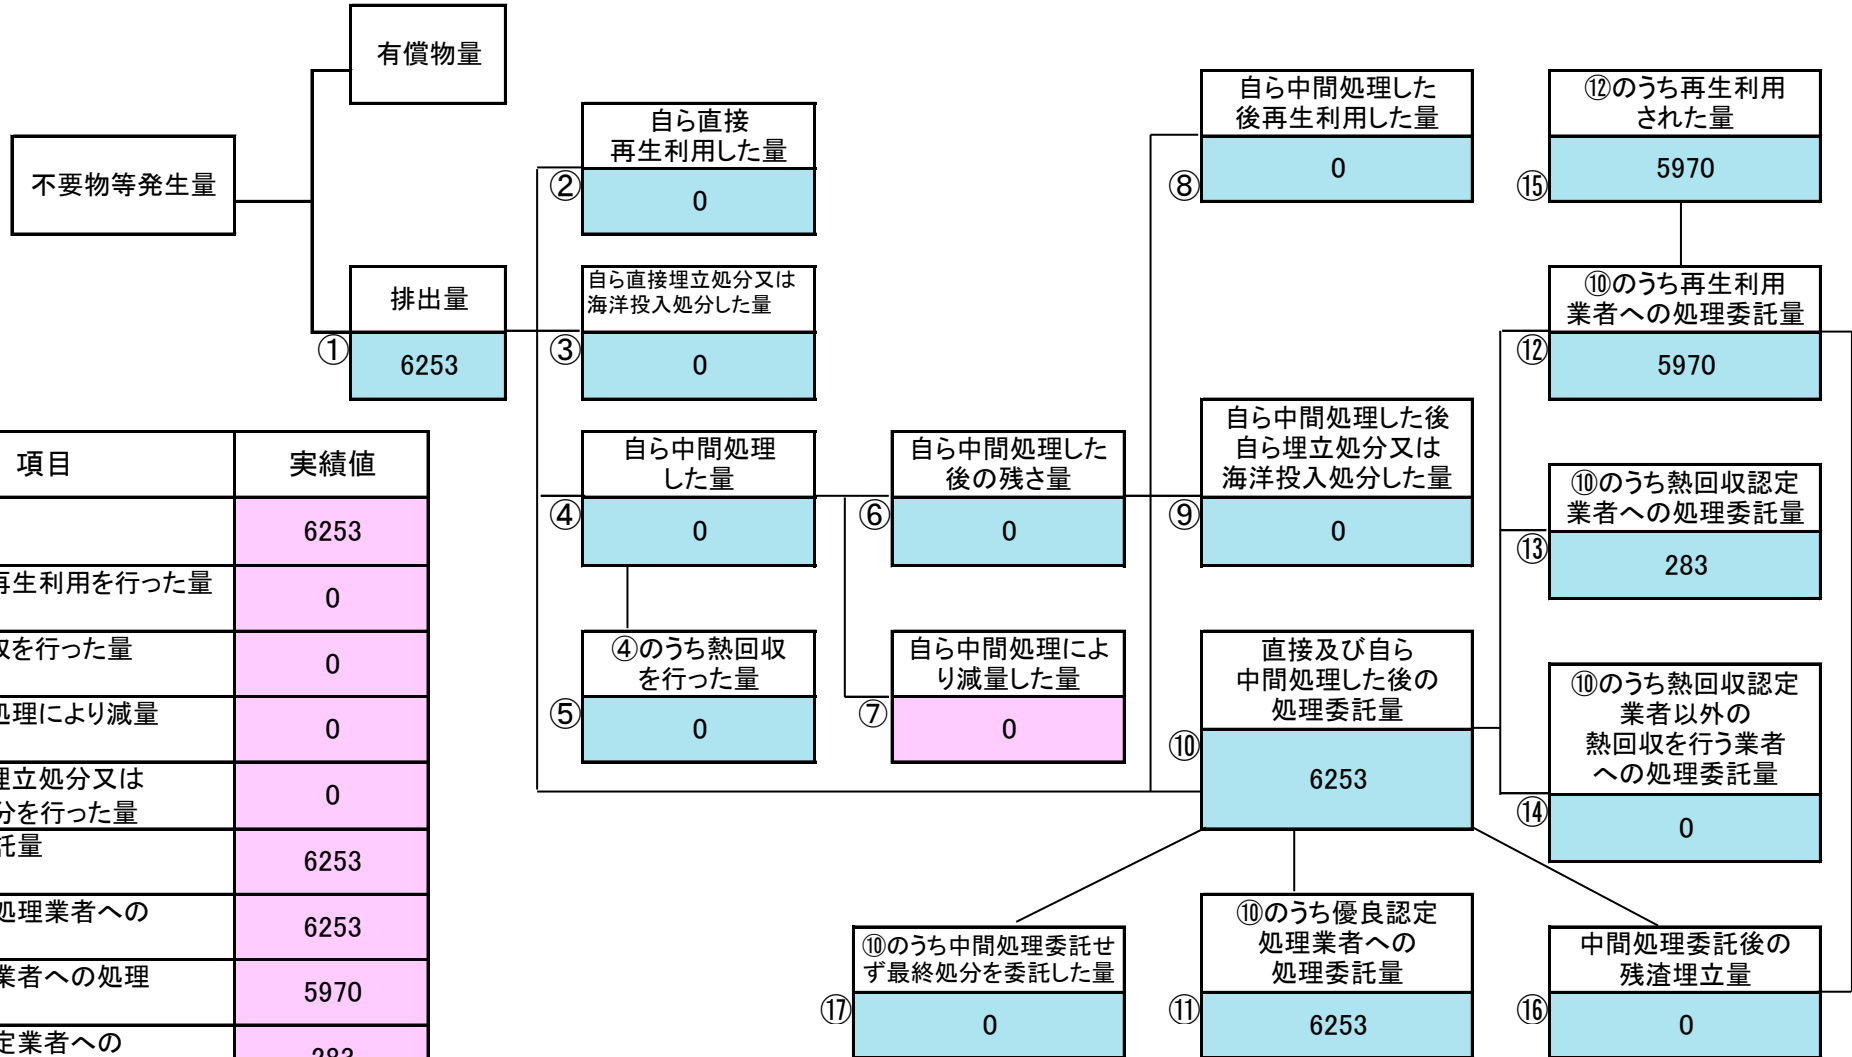 有償物量
不要物等発生量
排出量
①
6253
自ら直接
再生利用した量
②
0
自ら直接埋立処分又は
海洋投入処分した量
③
0
自ら中間処理
した量
④
0
④のうち熱回収
を行った量
⑤
0
自ら中間処理した
後の残さ量
⑥
0
自ら中間処理によ
り減量した量
⑦
0
自ら中間処理した
後再生利用した量
⑧
0
自ら中間処理した後
自ら埋立処分又は
海洋投入処分した量
⑨
0
直接及び自ら
中間処理した後の
処理委託量
⑩
6253
⑩のうち優良認定
処理業者への
処理委託量
⑪
6253
⑩のうち中間処理委託せ
ず最終処分を委託した量
⑰
0
⑫のうち再生利用
された量
⑮
5970
⑩のうち再生利用
業者への処理委託量
⑫
5970
⑩のうち熱回収認定
業者への処理委託量
⑬
283
⑩のうち熱回収認定
業者以外の
熱回収を行う業者
への処理委託量
⑭
0
中間処理委託後の
残渣埋立量
⑯
0
項目
実績値
6253
再生利用を行った量
0
を行った量
0
処理により減量
0
埋立処分又は
分を行った量
0
託量
6253
処理業者への
6253
業者への処理
5970
定業者への
283